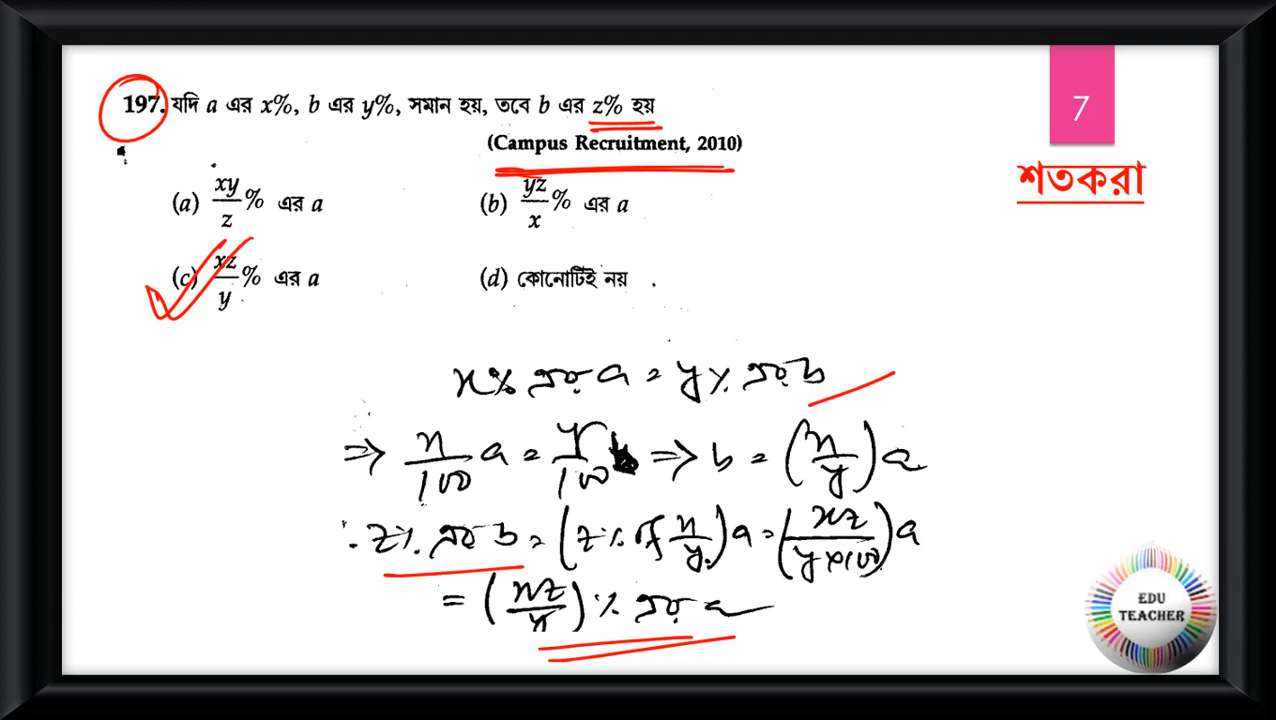 197. যদি a এর x%, b এর y%, সমান হয়, তবে b এর z% হয়
(Campus Recruitment, 2010)
7
শতকরা
(a) xy/z % এর a
(b) yz/x % এর a
(c) xz/y % এর a
(d) কোনোটিই নয়
x% এর a = y% এর b
⇒ x/100 a = y/100 b ⇒ b = (x/y) a
∴ z% এর b = (z% of x/y) a = (xz/y×100) a
= (xz/y) % এর a
EDU
TEACHER